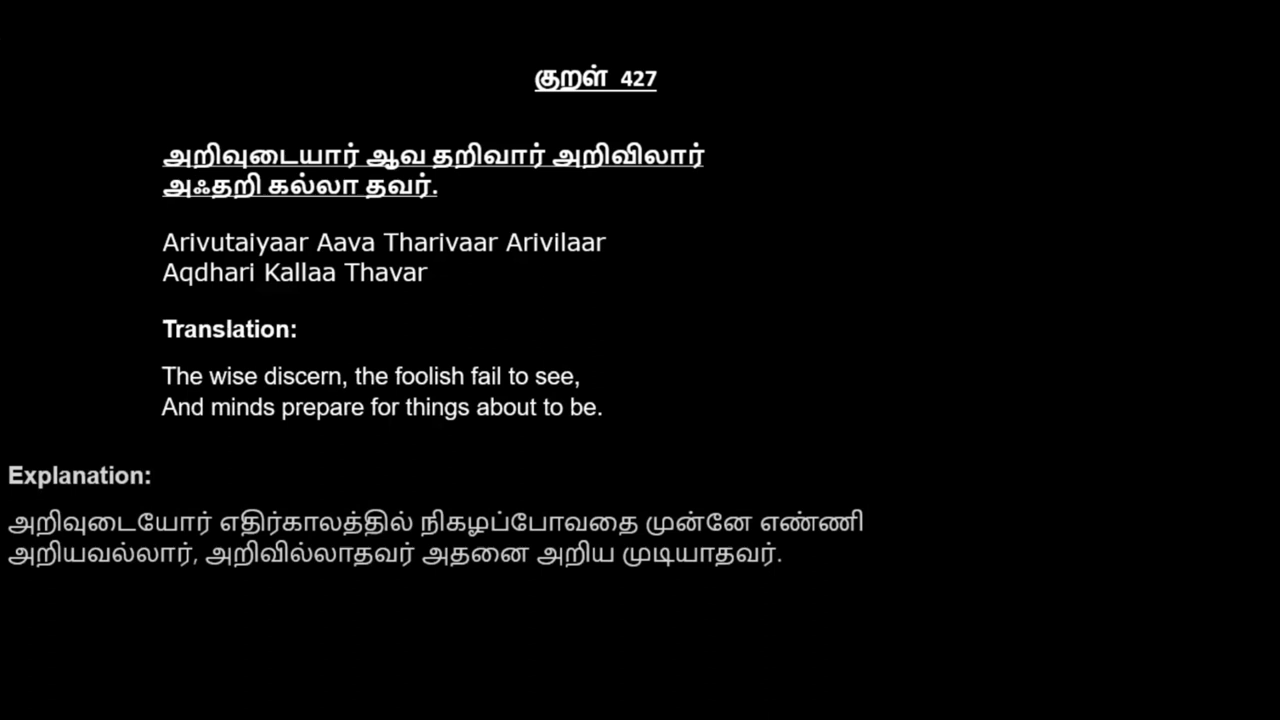 குறள் 427
அறிவுடையார் ஆவ தறிவார் அறிவிலார்
அஃதறி கல்லா தவர்.
Arivutaiyaar Aava Tharivaar Arivilaar
Aqdhari Kallaa Thavar
Translation:
The wise discern, the foolish fail to see,
And minds prepare for things about to be.
Explanation:
அறிவுடையோர் எதிர்காலத்தில் நிகழப்போவதை முன்னே எண்ணி
அறியவல்லார், அறிவில்லாதவர் அதனை அறிய முடியாதவர்.